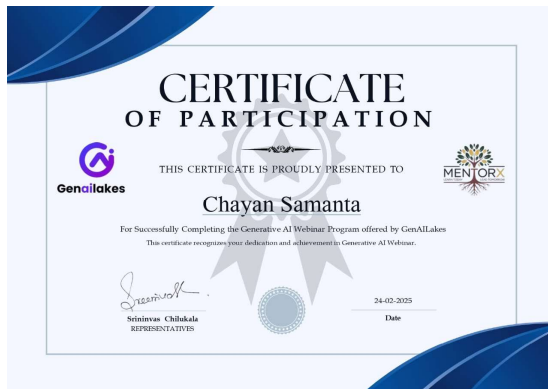 CERTIFICATE
OF PARTICIPATION
Genailakes
MENTORX
THIS CERTIFICATE IS PROUDLY PRESENTED TO
Chayan Samanta
For Successfully Completing the Generative AI Webinar Program offered by GenAILakes
This certificate recognizes your dedication and achievement in Generative AI Webinar.
Srininvas Chilukala
REPRESENTATIVES
24-02-2025
Date